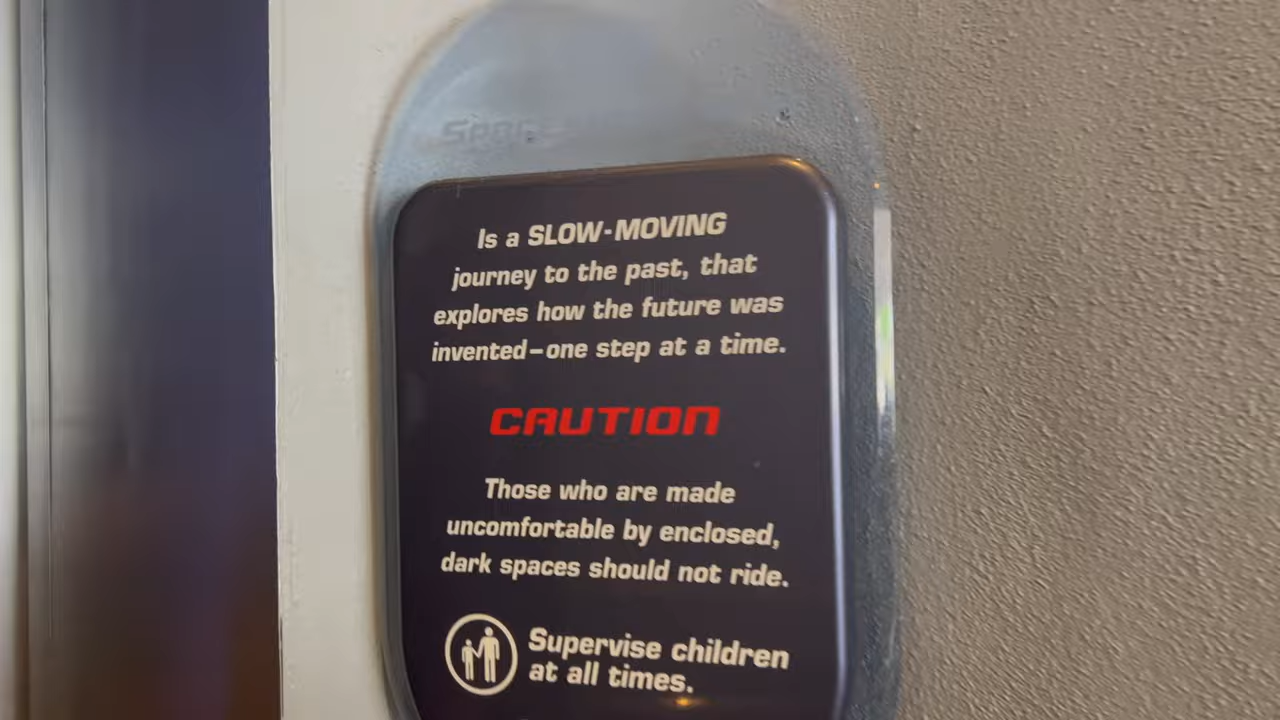 Is a SLOW-MOVING
journey to the past, that
explores how the future was
invented–one step at a time.
CAUTION
Those who are made
uncomfortable by enclosed,
dark spaces should not ride.
Supervise children
at all times.